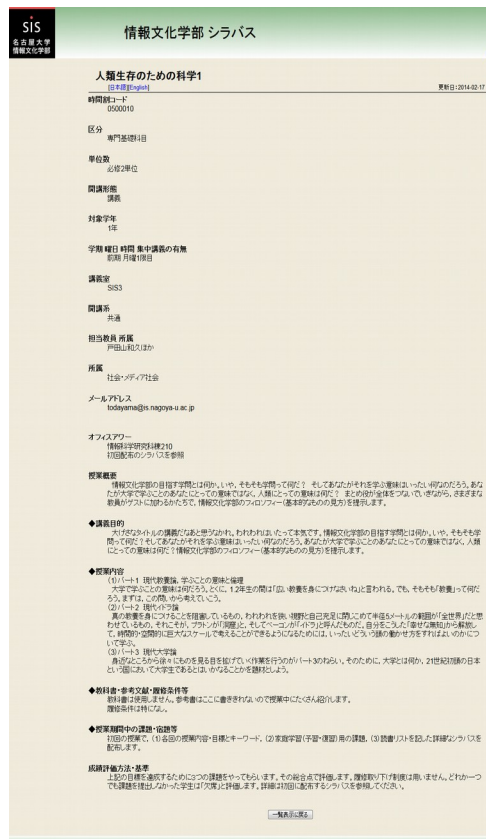 SIS
名古屋大学
情報文化学部
情報文化学部 シラバス
人類生存のための科学1
[日本語][English]
更新日:2014-02-17
時間割コード
0500010
区分
専門基礎科目
単位数
必修2単位
開講形態
講義
対象学年
1年
学期 曜日 時間 集中講義の有無
前期 月曜1限目
講義室
SIS3
開講系
共通
担当教員 所属
戸田山和久ほか
所属
社会・メディア社会
メールアドレス
todayama@is.nagoya-u.ac.jp
オフィスアワー
情報科学研究科棟210
初回配布のシラバスを参照
授業概要
情報文化学部の目指す学問とは何か。いや、そもそも学問って何だ? そしてあなたがそれを学ぶ意味はいったい何なのだろう。あな
たが大学で学ぶことのあなたにとっての意味ではなく、人類にとっての意味は何だ? まとめ役が全体をつないでいきながら、さまざまな
教員がゲストに加わるかたちで、情報文化学部のフィロソフィー(基本的なものの見方)を提示します。
◆講義目的
大げさなタイトルの講義だなあと思うなかれ。われわれはいたって本気です。情報文化学部の目指す学問とは何か。いや、そもそも学
問って何だ?そしてあなたがそれを学ぶ意味はいったい何なのだろう。あなたが大学で学ぶことのあなたにとっての意味ではなく、人類
にとっての意味は何だ?情報文化学部のフィロソフィー(基本的なものの見方)を提示します。
◆授業内容
(1)パート1 現代教養論、学ぶことの意味と倫理
大学で学ぶことの意味は何だろう。とくに、1,2年生の間は「広い教養を身につけなさいね」と言われる。でも、そもそも「教養」って何だ
ろう。まずは、この問いから考えていこう。
(2)パート2 現代イドラ論
真の教養を身につけることを阻害しているもの、われわれを狭い視野と自己充足に閉じこめて半径5メートルの範囲が「全世界」だと思
わせているもの、それこそが、プラトンが「洞窟」と、そしてベーコンが「イドラ」と呼んだものだ。自分をこうした「幸せな無知」から解放し
て、時間的・空間的に巨大なスケールで考えることができるようになるためには、いったいどういう頭の働かせ方をすればよいのかにつ
いて学ぶ。
(3)パート3 現代大学論
身近なところから徐々にものを見る目を拡げていく作業を行うのがパート3のねらい。そのために、大学とは何か、21世紀初頭の日本
という国において大学生であるとはいかなることかを題材としよう。
◆教科書・参考文献・履修条件等
教科書は使用しません。参考書はここに書ききれないので授業中にたくさん紹介します。
履修条件は特になし。
◆授業期間中の課題・宿題等
初回の授業で、(1)各回の授業内容・目標とキーワード、(2)家庭学習(予習・復習)用の課題、(3)読書リストを記した詳細なシラバスを
配布します。
成績評価方法・基準
上記の目標を達成するために3つの課題をやってもらいます。その総合点で評価します。履修取り下げ制度は用いません。どれか一つ
でも課題を提出しなかった学生は「欠席」と評価します。詳細は初回に配布するシラバスを参照してください。
一覧表示に戻る